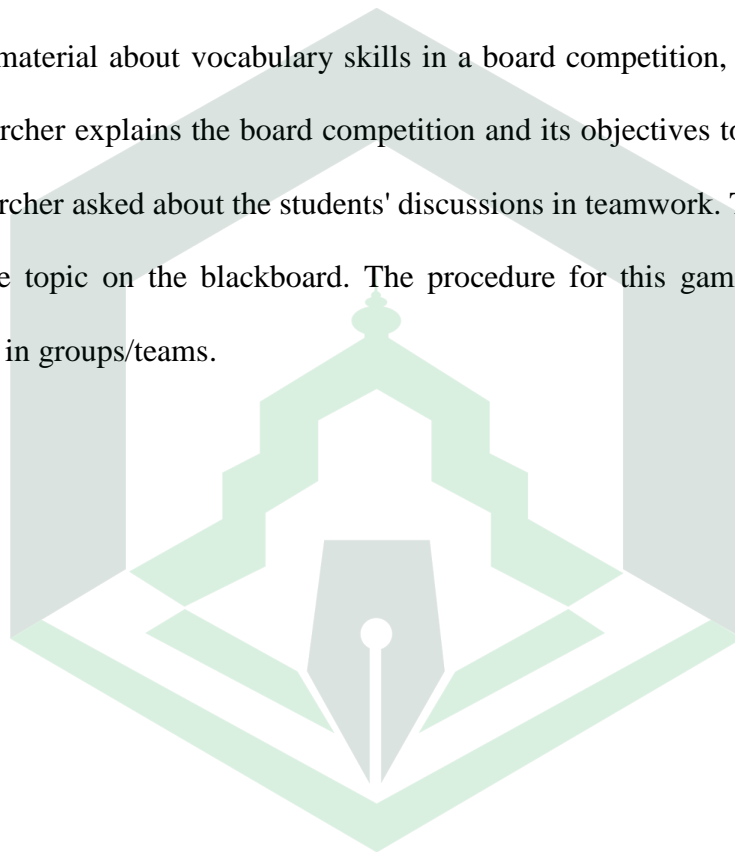 material about vocabulary skills in a board competition,
rcher explains the board competition and its objectives to
rcher asked about the students' discussions in teamwork. T
e topic on the blackboard. The procedure for this gam
in groups/teams.